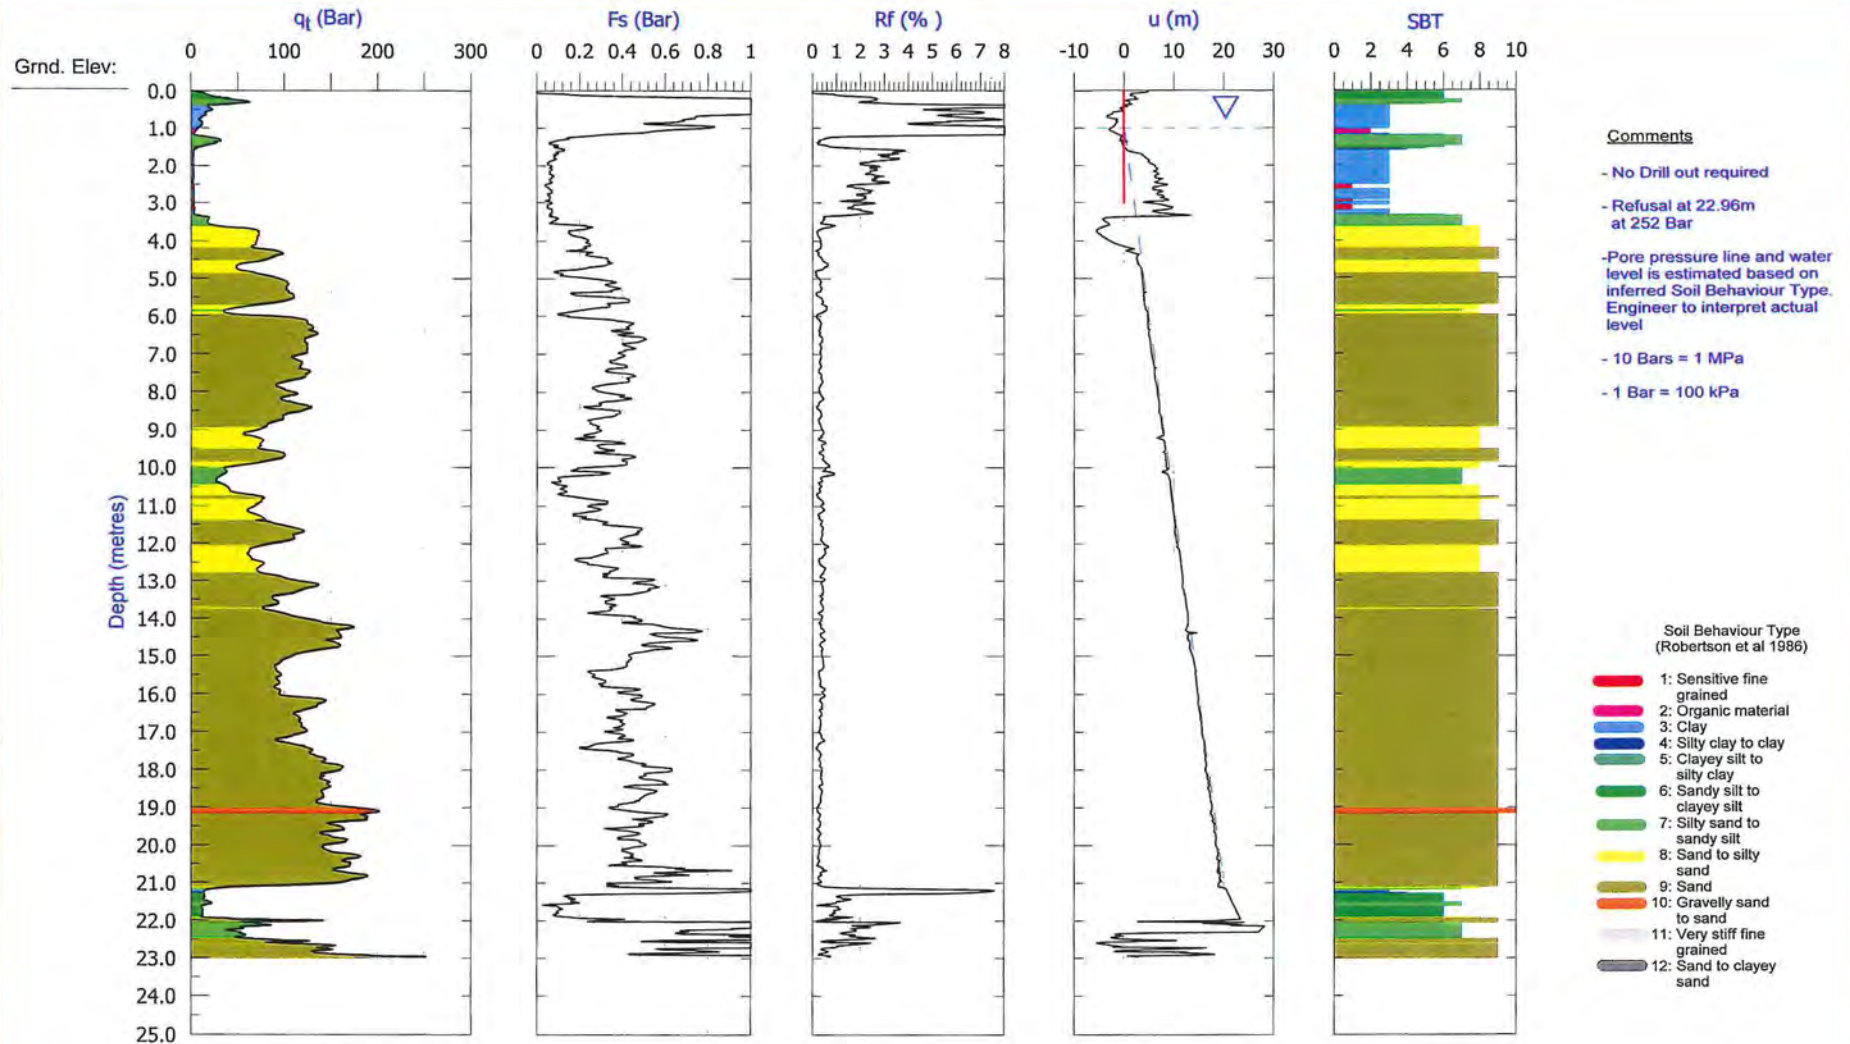 qt (Bar)
Fs (Bar)
Rf (% )
u (m)
SBT
0 100 200 300
0 0.2 0.4 0.6 0.8 1
0 1 2 3 4 5 6 7 8
-10 0 10 20 30
0 2 4 6 8 10
Grnd. Elev:
Depth (metres)
0.0
1.0
2.0
3.0
4.0
5.0
6.0
7.0
8.0
9.0
10.0
11.0
12.0
13.0
14.0
15.0
16.0
17.0
18.0
19.0
20.0
21.0
22.0
23.0
24.0
25.0
Comments
- No Drill out required
- Refusal at 22.96m
at 252 Bar
-Pore pressure line and water
level is estimated based on
inferred Soil Behaviour Type.
Engineer to interpret actual
level
- 10 Bars = 1 MPa
- 1 Bar = 100 kPa
Soil Behaviour Type
(Robertson et al 1986)
1: Sensitive fine
grained
2: Organic material
3: Clay
4: Silty clay to clay
5: Clayey silt to
silty clay
6: Sandy silt to
clayey silt
7: Silty sand to
sandy silt
8: Sand to silty
sand
9: Sand
10: Gravelly sand
to sand
11: Very stiff fine
grained
12: Sand to clayey
sand